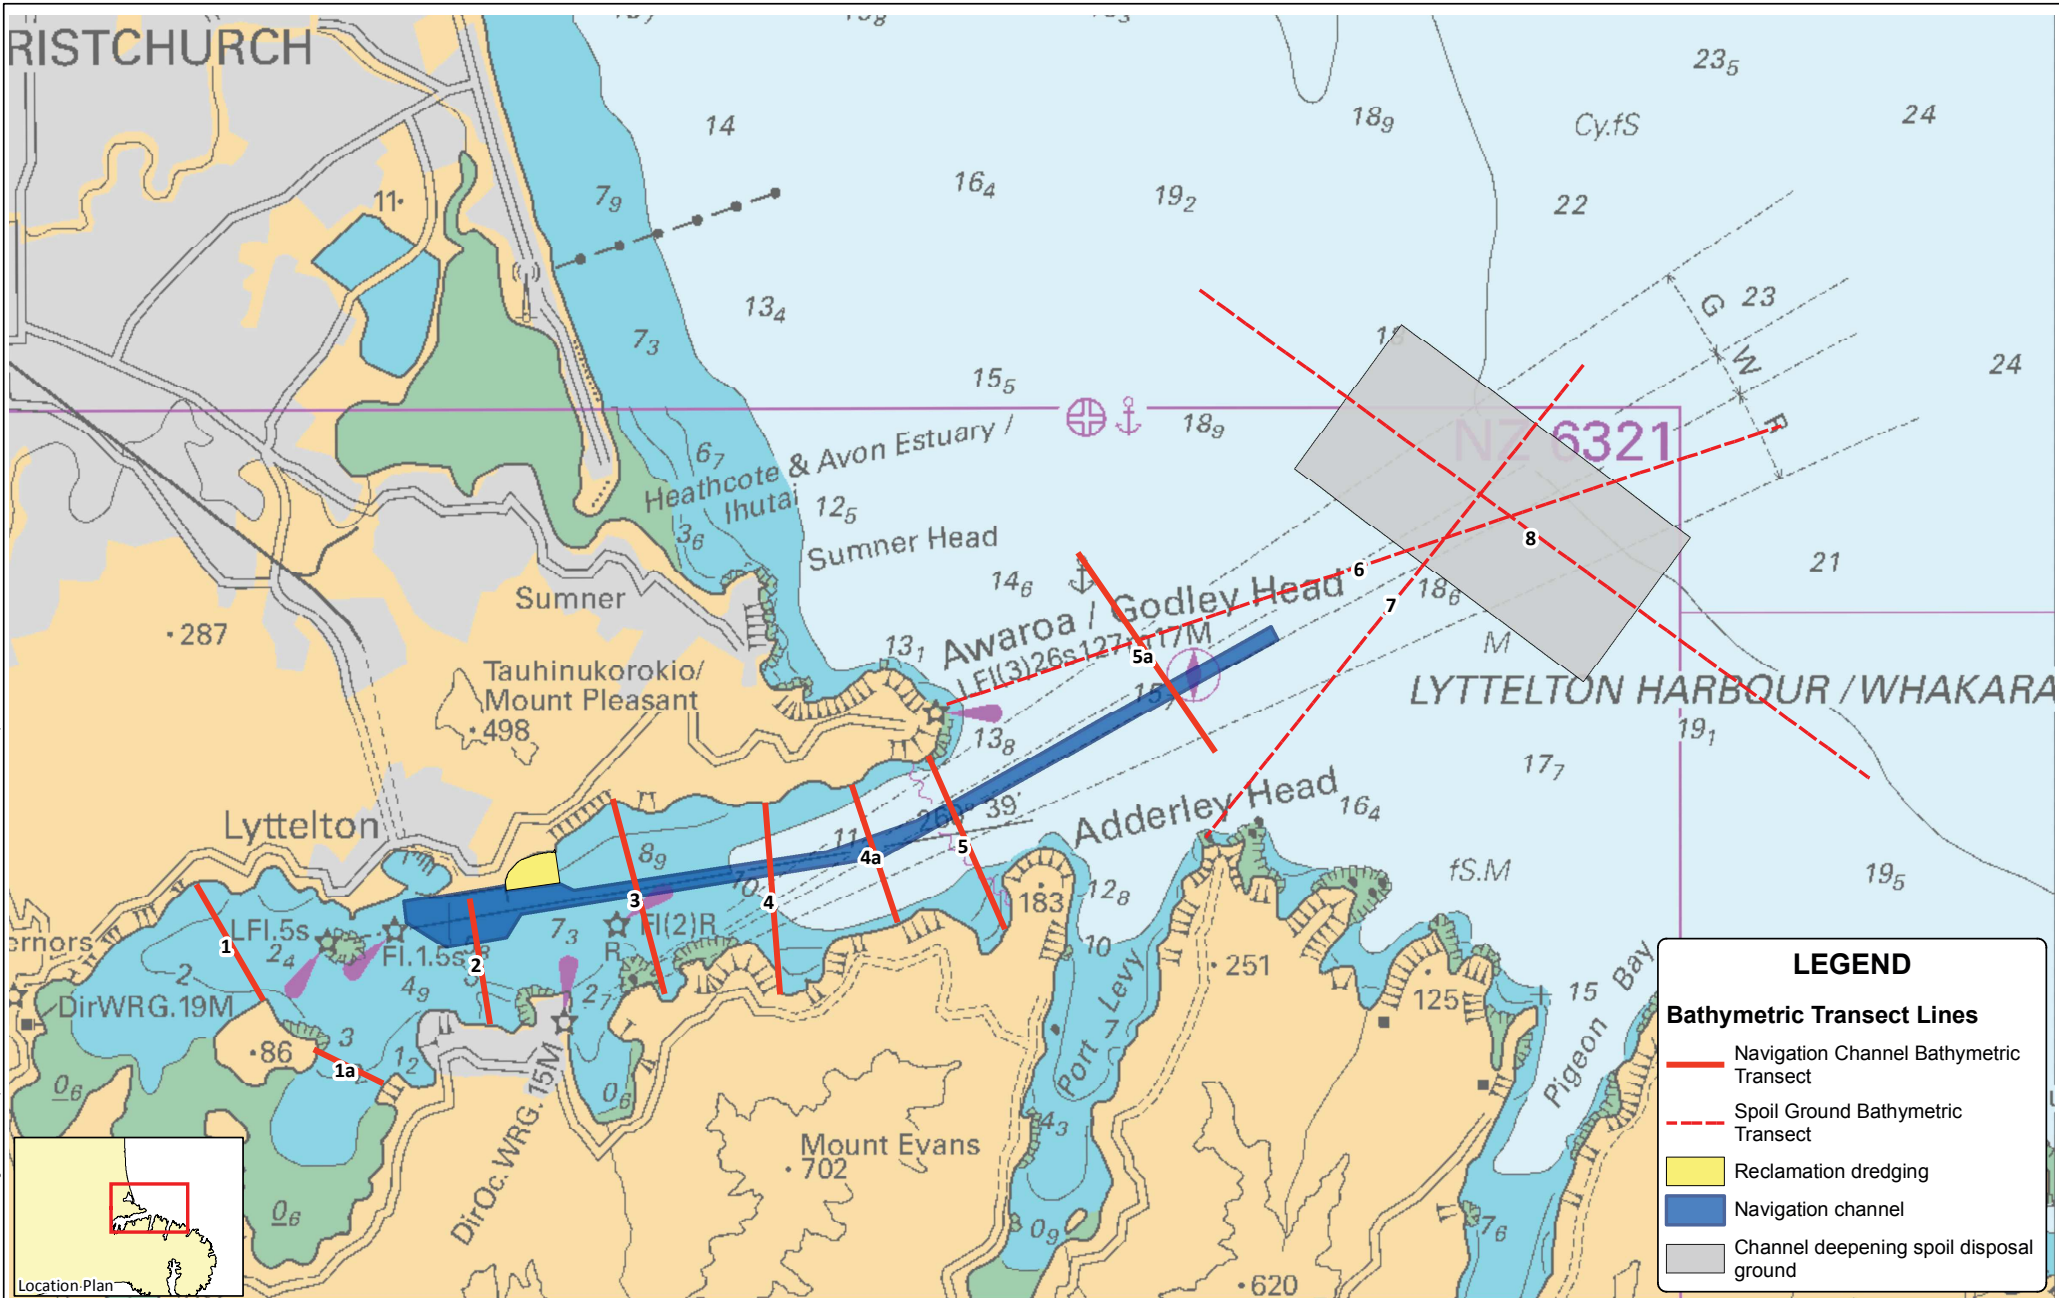 RISTCHURCH
14
18₉
23₅
Cy.fS
24
11
7₉
16₄
19₂
22
13₄
7₃
23
G
W
R
24
15₅
18₉
NZ 6321
6₇
Heathcote & Avon Estuary /
Ihutai
12₅
3₆
Sumner Head
8
21
14₆
6
7
18₆
Sumner
287
Awaroa / Godley Head
LFl(3)26s127m17M
M
13₁
5a
15₇
Tauhinukorokio/
Mount Pleasant
498
LYTTELTON HARBOUR / WHAKARA
19₁
13₈
17₇
Adderley Head
16₄
Lyttelton
11
39'
8₉
4a
5
10
3
4
fS.M
19₅
183
12₈
ernors
LFl.5s
2₄
1
Fl.1.5s
2
7₃
Fl(2)R
R
10
251
125
15
2
DirWRG.19M
4₉
2₇
3
86
1₂
1a
0₆
0₆
DirOc.WRG.15M
0₆
Port Levy
7
4₃
Pigeon Bay
Mount Evans
702
0₉
7₆
620
Location Plan
LEGEND
Bathymetric Transect Lines
Navigation Channel Bathymetric
Transect
Spoil Ground Bathymetric
Transect
Reclamation dredging
Navigation channel
Channel deepening spoil disposal
ground